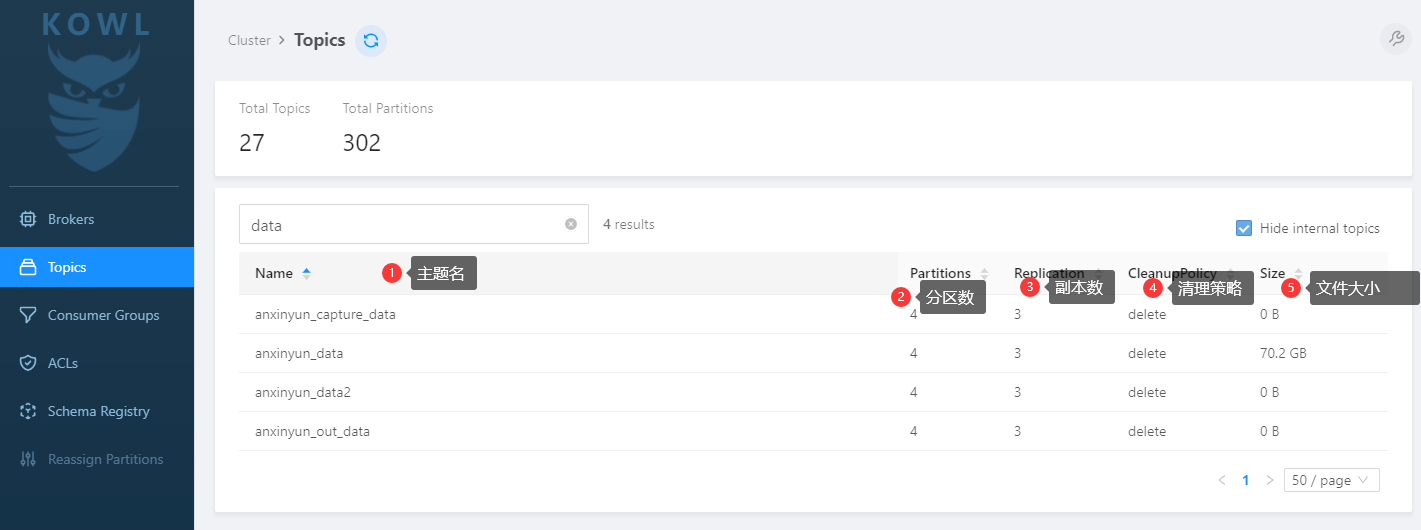 KOWL
Cluster > Topics
Total Topics
Total Partitions
27
302
Brokers
Topics
Consumer Groups
ACLs
Schema Registry
Reassign Partitions
data
4 results
Hide internal topics
Name 1 主题名 Partitions Replication CleanupPolicy Size
2 分区数 3 副本数 4 清理策略 5 文件大小
anxinyun_capture_data 4 3 delete 0 B
anxinyun_data 4 3 delete 70.2 GB
anxinyun_data2 4 3 delete 0 B
anxinyun_out_data 4 3 delete 0 B
< 1 > 50 / page